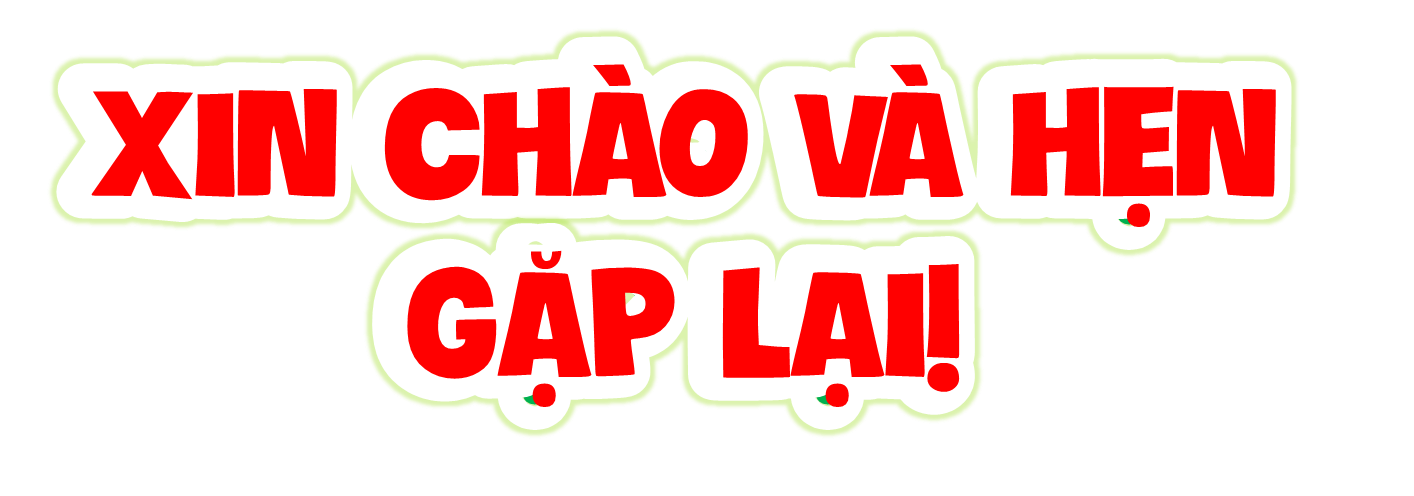 XIN CHÀO VÀ HẸN
GẶP LẠI!